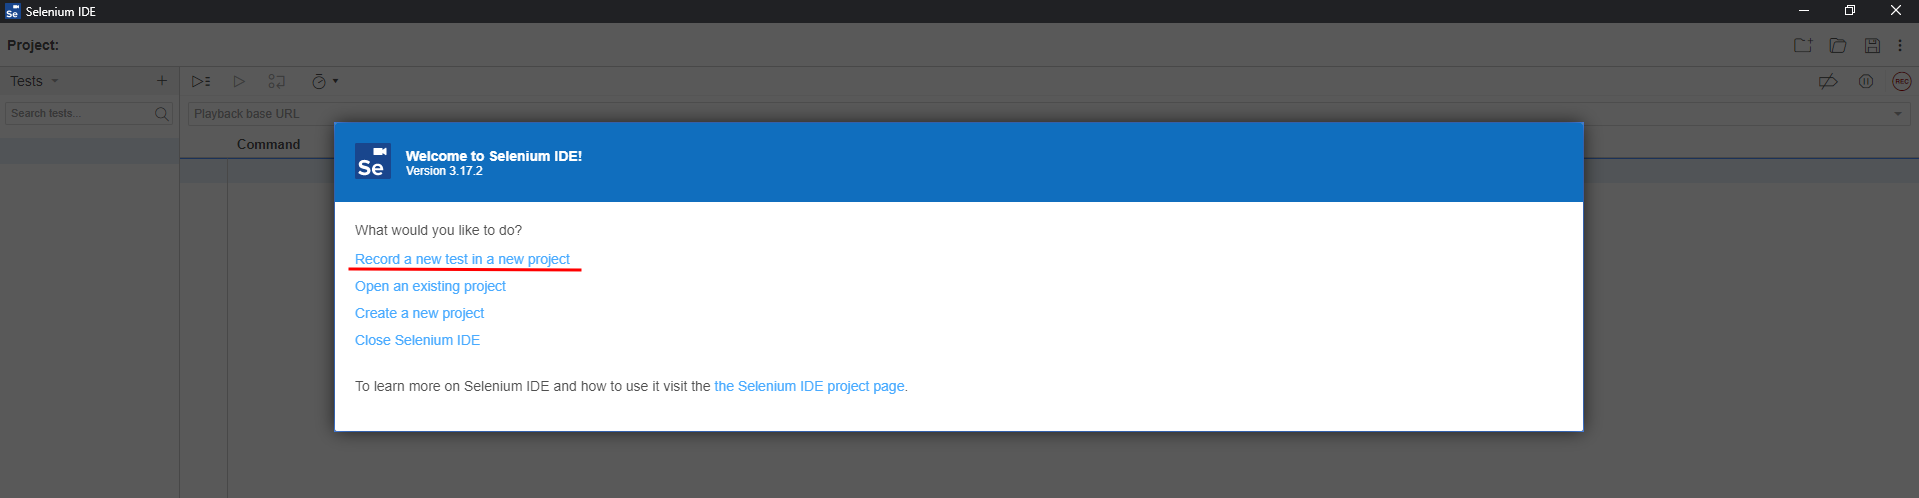 Se Selenium IDE
Project:
Tests
Search tests...
Playback base URL
REC
Command
Se
Welcome to Selenium IDE!
Version 3.17.2
What would you like to do?
Record a new test in a new project
Open an existing project
Create a new project
Close Selenium IDE
To learn more on Selenium IDE and how to use it visit the the Selenium IDE project page.